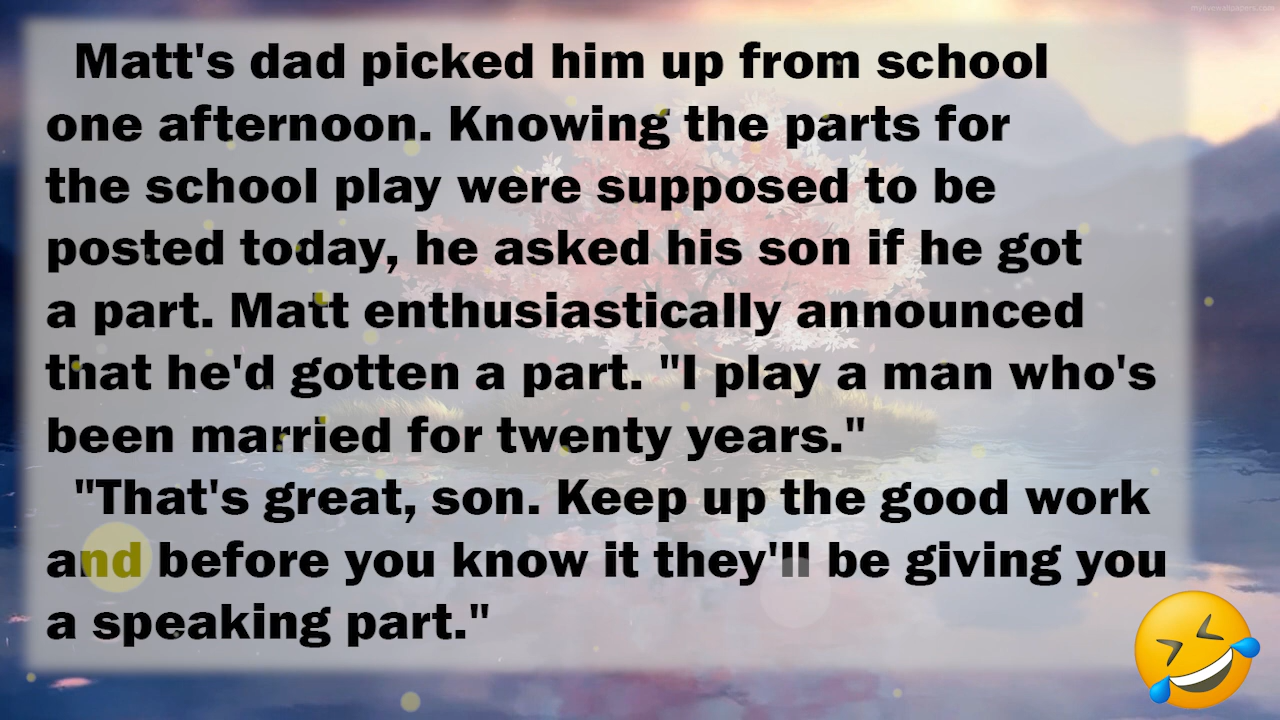 Matt's dad picked him up from school
one afternoon. Knowing the parts for
the school play were supposed to be
posted today, he asked his son if he got
a part. Matt enthusiastically announced
that he'd gotten a part. "I play a man who's
been married for twenty years."
"That's great, son. Keep up the good work
and before you know it they'll be giving you
a speaking part."